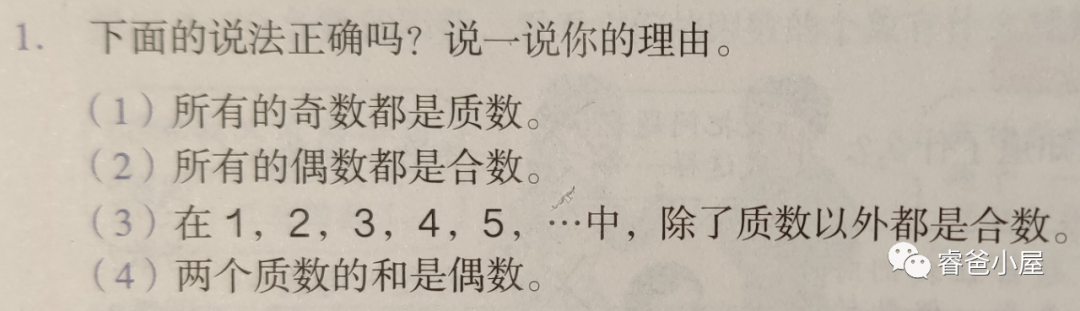 1. 下面的说法正确吗？说一说你的理由。
（1）所有的奇数都是质数。
（2）所有的偶数都是合数。
（3）在 1，2，3，4，5，…中，除了质数以外都是合数。
（4）两个质数的和是偶数。
睿爸小屋